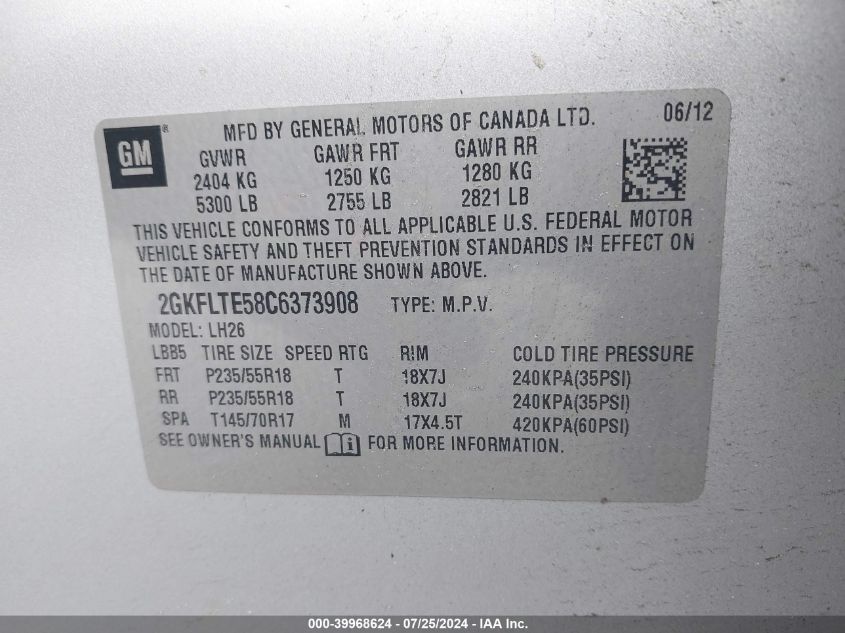 GM ® MFD BY GENERAL MOTORS OF CANADA LTD. 06/12
GVWR GAWR FRT GAWR RR
2404 KG 1250 KG 1280 KG
5300 LB 2755 LB 2821 LB
THIS VEHICLE CONFORMS TO ALL APPLICABLE U.S. FEDERAL MOTOR
VEHICLE SAFETY AND THEFT PREVENTION STANDARDS IN EFFECT ON
THE DATE OF MANUFACTURE SHOWN ABOVE.
2GKFLTE58C6373908 TYPE: M.P.V.
MODEL: LH26
LBB5 TIRE SIZE SPEED RTG RIM COLD TIRE PRESSURE
FRT P235/55R18 T 18X7J 240KPA(35PSI)
RR P235/55R18 T 18X7J 240KPA(35PSI)
SPA T145/70R17 M 17X4.5T 420KPA(60PSI)
SEE OWNER'S MANUAL FOR MORE INFORMATION.
000-39968624 - 07/25/2024 - IAA Inc.